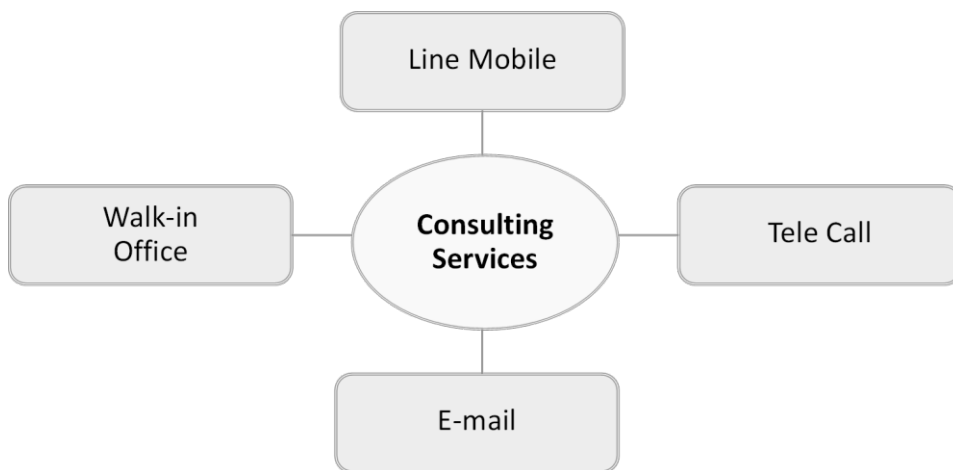 Line Mobile
Walk-in
Office
Consulting
Services
Tele Call
E-mail